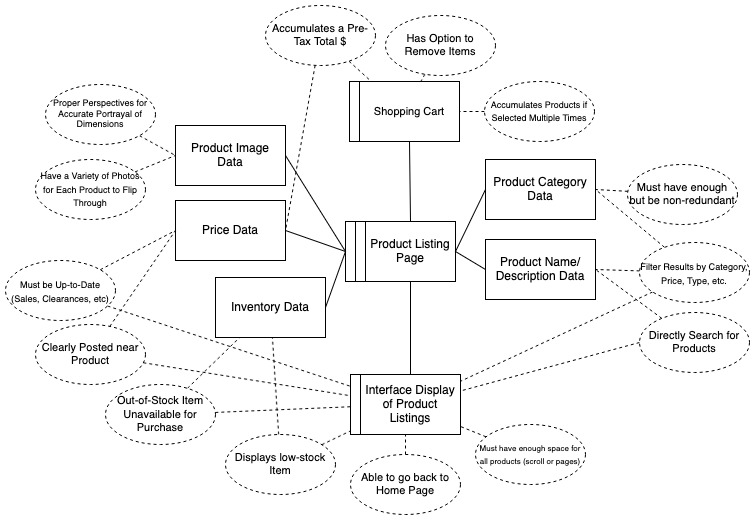 Accumulates a Pre-
Tax Total $
Has Option to
Remove Items
Proper Perspectives for
Accurate Portrayal of
Dimensions
Shopping Cart
Accumulates Products if
Selected Multiple Times
Product Image
Data
Have a Variety of Photos
for Each Product to Flip
Through
Product Category
Data
Must have enough
but be non-redundant
Price Data
Product Listing
Page
Product Name/
Description Data
Filter Results by Category,
Price, Type, etc.
Must be Up-to-Date
(Sales, Clearances, etc)
Inventory Data
Clearly Posted near
Product
Directly Search for
Products
Out-of-Stock Item
Unavailable for
Purchase
Interface Display
of Product
Listings
Displays low-stock
Item
Able to go back to
Home Page
Must have enough space for
all products (scroll or pages)